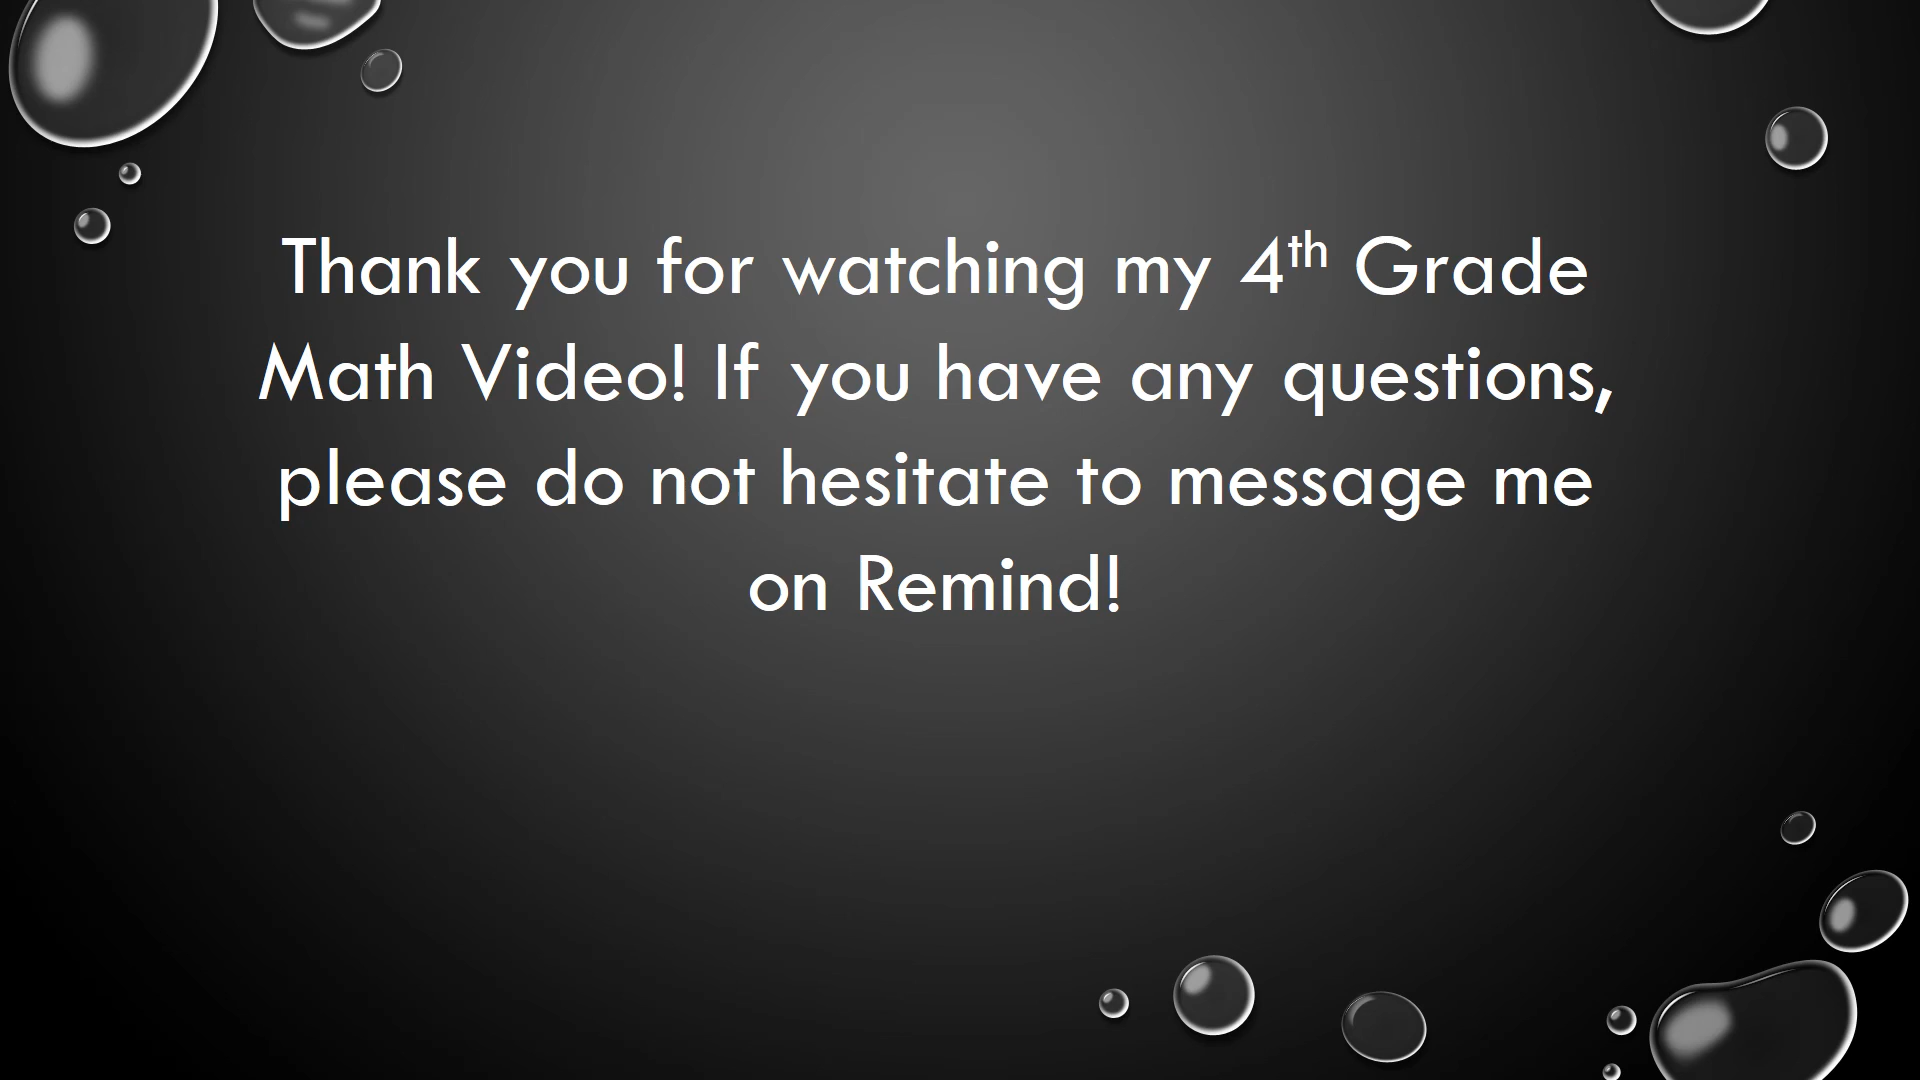 Thank you for watching my 4th Grade
Math Video! If you have any questions,
please do not hesitate to message me
on Remind!